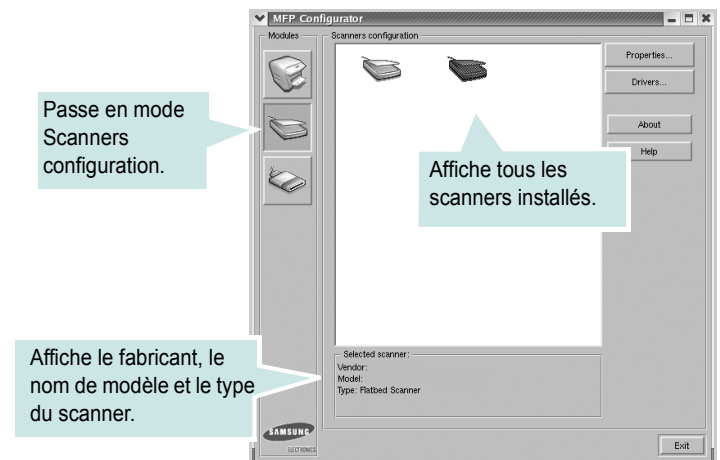 MFP Configurator
Modules
Scanners configuration
Properties...
Drivers...
About
Help
Passe en mode
Scanners
configuration.
Affiche tous les
scanners installés.
Affiche le fabricant, le
nom de modèle et le type
du scanner.
Selected scanner:
Vendor:
Model:
Type: Flatbed Scanner
SAMSUNG
ELECTRONICS
Exit